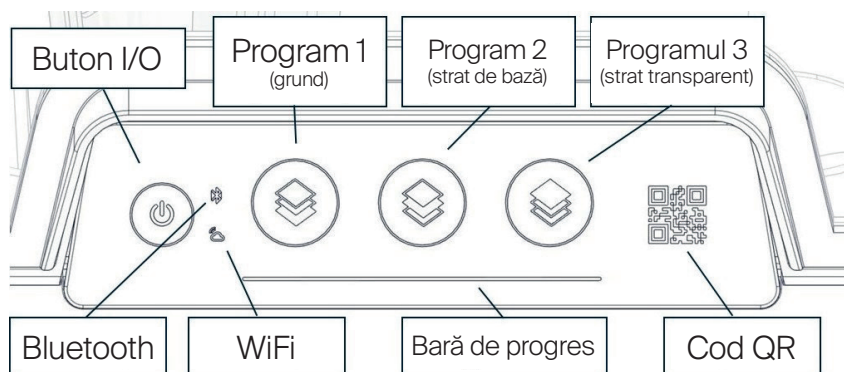 Buton I/O
Program 1
(grund)
Program 2
(strat de bază)
Programul 3
(strat transparent)
Bluetooth
WiFi
Bară de progres
Cod QR